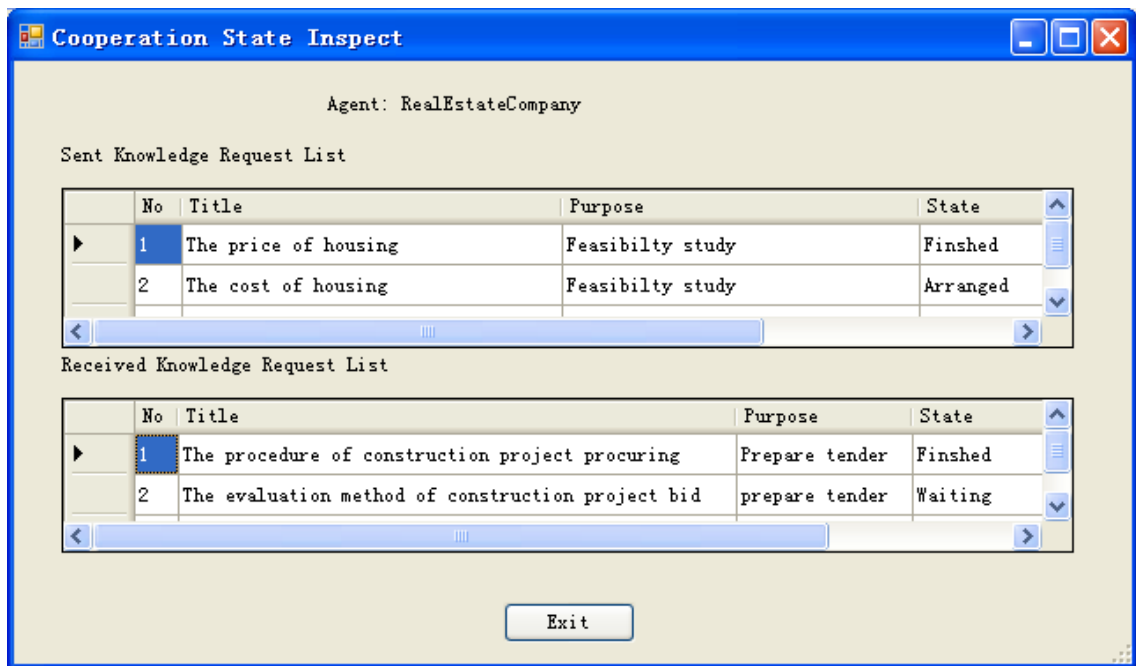 Cooperation State Inspect
Agent: RealEstateCompany
Sent Knowledge Request List
No Title Purpose State
1 The price of housing Feasibilty study Finshed
2 The cost of housing Feasibilty study Arranged
Received Knowledge Request List
No Title Purpose State
1 The procedure of construction project procuring Prepare tender Finshed
2 The evaluation method of construction project bid prepare tender Waiting
Exit